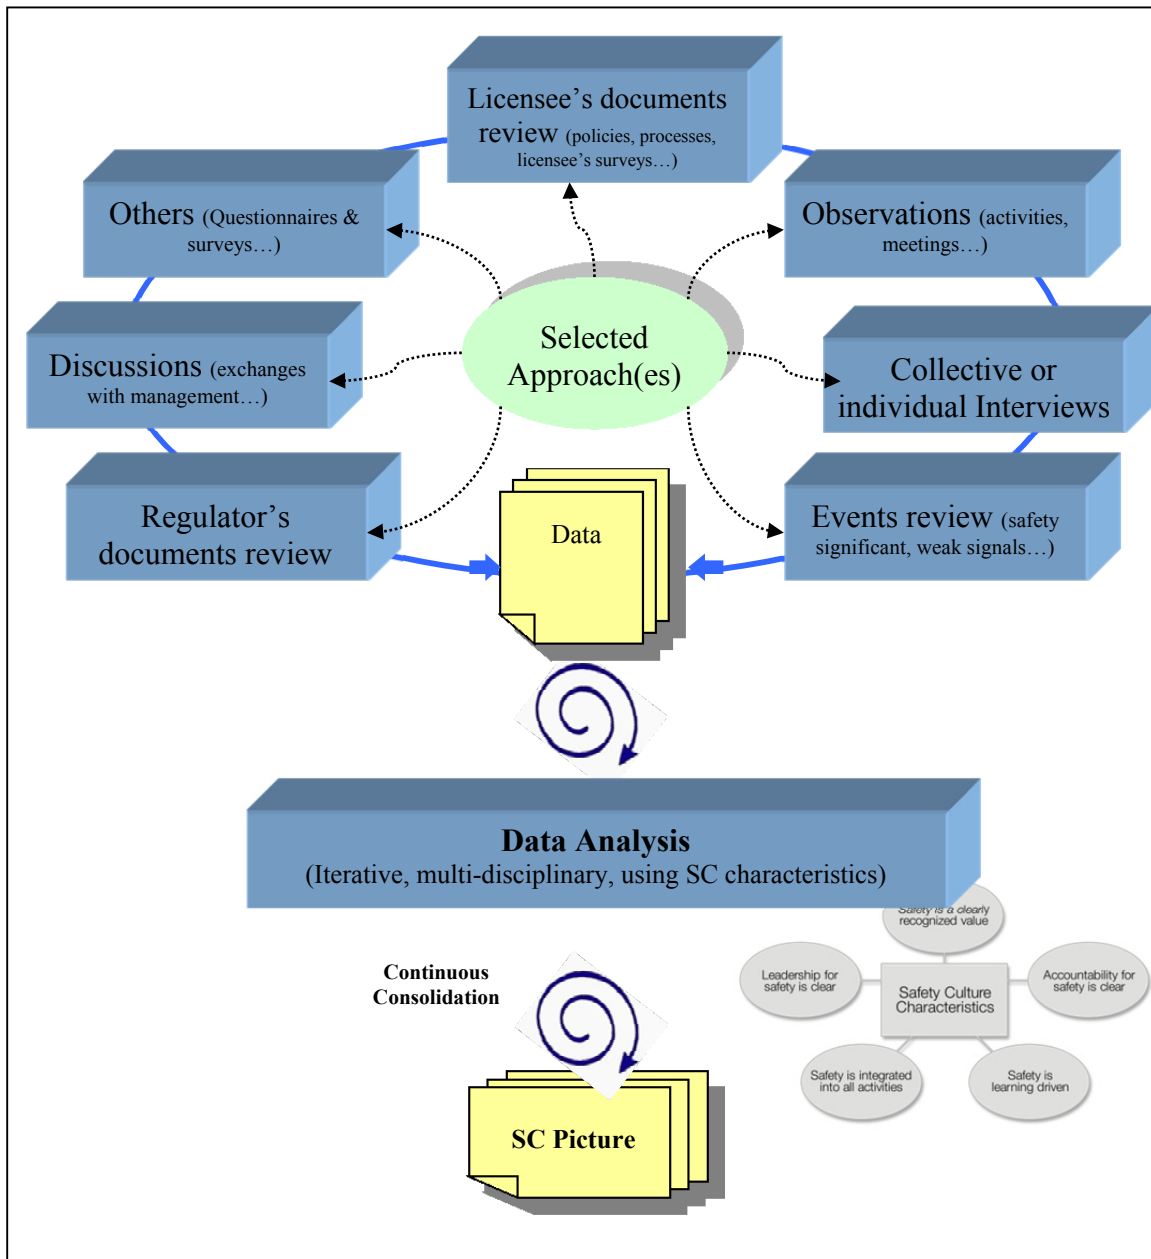 Licensee’s documents
review (policies, processes,
licensee’s surveys…)
Others (Questionnaires &
surveys…)
Observations (activities,
meetings…)
Selected
Approach(es)
Discussions (exchanges
with management…)
Collective or
individual Interviews
Regulator’s
documents review
Data
Events review (safety
significant, weak signals…)
Data Analysis
(Iterative, multi-disciplinary, using SC characteristics)
Safety is a clearly
recognized value
Continuous
Consolidation
Leadership for
safety is clear
Safety Culture
Characteristics
Accountability for
safety is clear
Safety is integrated
into all activities
Safety is
learning driven
SC Picture